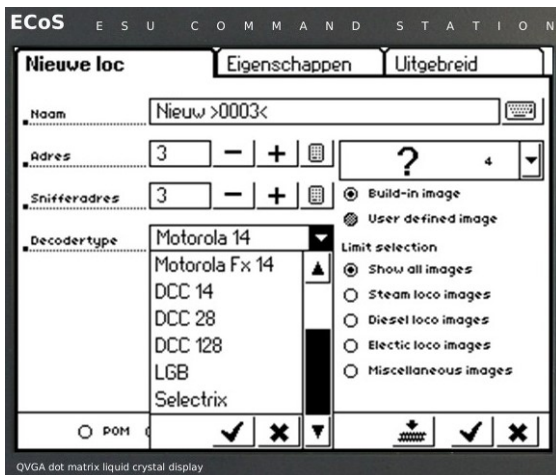 ECoS ESU COMMAND STATION
Nieuwe loc Eigenschappen Uitgebreid
Naam Nieuw >0003<
Adres 3 − + ? 4
Snifferadres 3 − + Build-in image
User defined image
Decodertype Motorola 14 Limit selection
Motorola Fx 14 Show all images
DCC 14 Steam loco images
DCC 28 Diesel loco images
DCC 128 Electic loco images
LGB Miscellaneous images
Selectrix
POM
QVGA dot matrix liquid crystal display